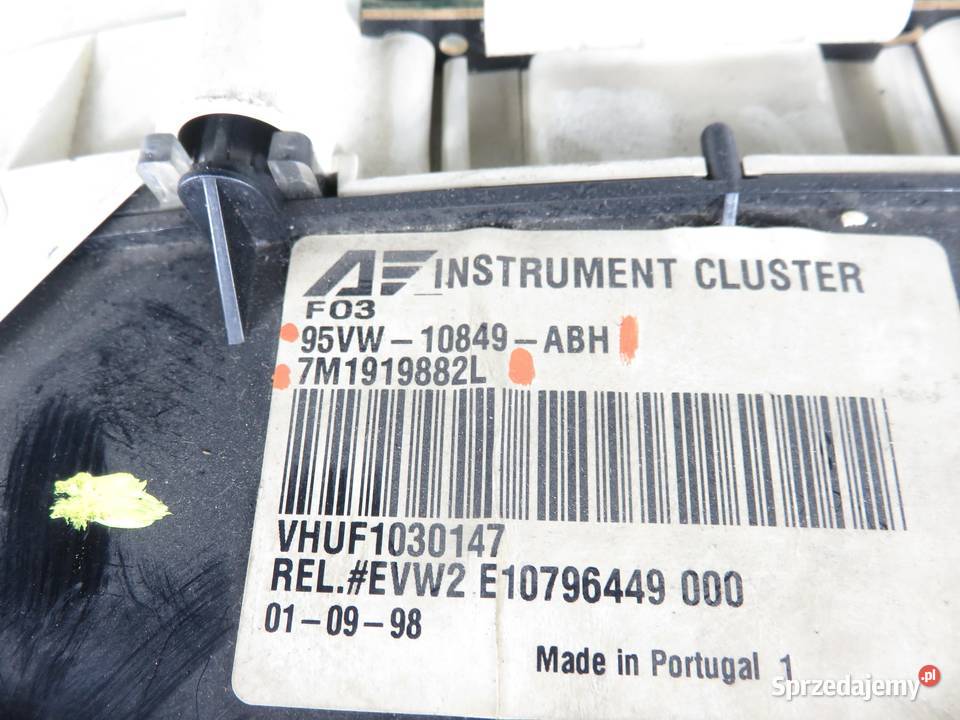 AE INSTRUMENT CLUSTER
F03
95VW-10849-ABH
7M1919882L
VHUF1030147
REL.#EVW2 E10796449 000
01-09-98
Made in Portugal 1
Sprzedajemy.pl